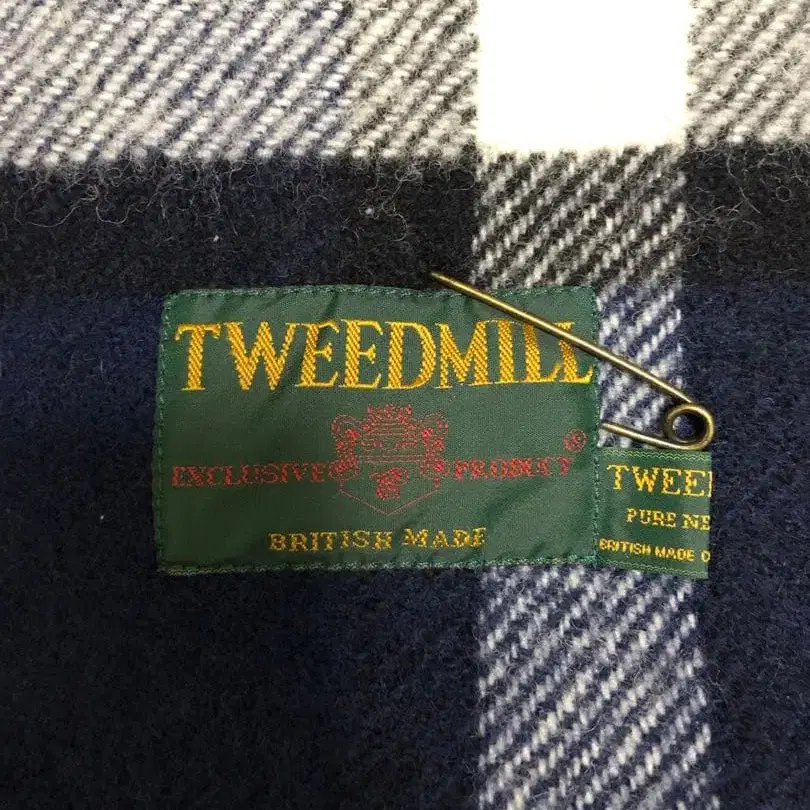 TWEEDMILL
EXCLUSIVE PRODUCT ®
BRITISH MADE
TWEE
PURE NE
BRITISH MADE